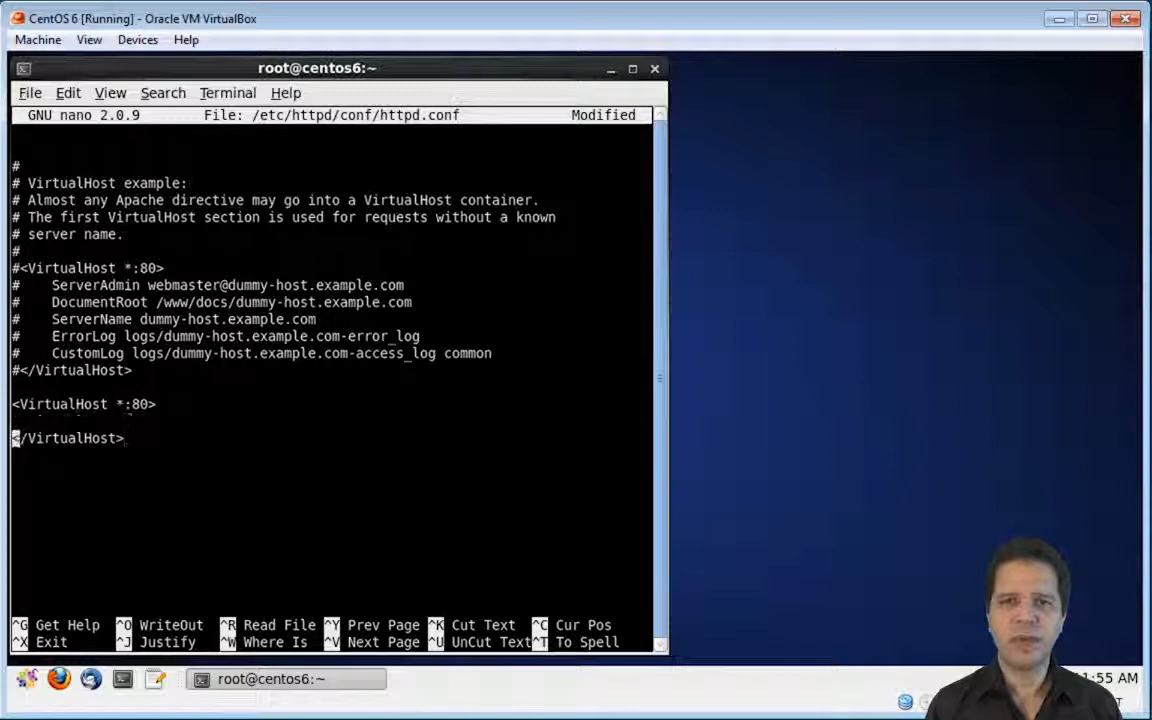 CentOS 6 [Running] - Oracle VM VirtualBox
Machine View Devices Help
root@centos6:~
File Edit View Search Terminal Help
GNU nano 2.0.9 File: /etc/httpd/conf/httpd.conf Modified
#
# VirtualHost example:
# Almost any Apache directive may go into a VirtualHost container.
# The first VirtualHost section is used for requests without a known
# server name.
#
#<VirtualHost *:80>
# ServerAdmin webmaster@dummy-host.example.com
# DocumentRoot /www/docs/dummy-host.example.com
# ServerName dummy-host.example.com
# ErrorLog logs/dummy-host.example.com-error_log
# CustomLog logs/dummy-host.example.com-access_log common
#</VirtualHost>
<VirtualHost *:80>
</VirtualHost>
^G Get Help ^O WriteOut ^R Read File ^Y Prev Page ^K Cut Text ^C Cur Pos
^X Exit ^J Justify ^W Where Is ^V Next Page ^U UnCut Text ^T To Spell
root@centos6:~ :55 AM